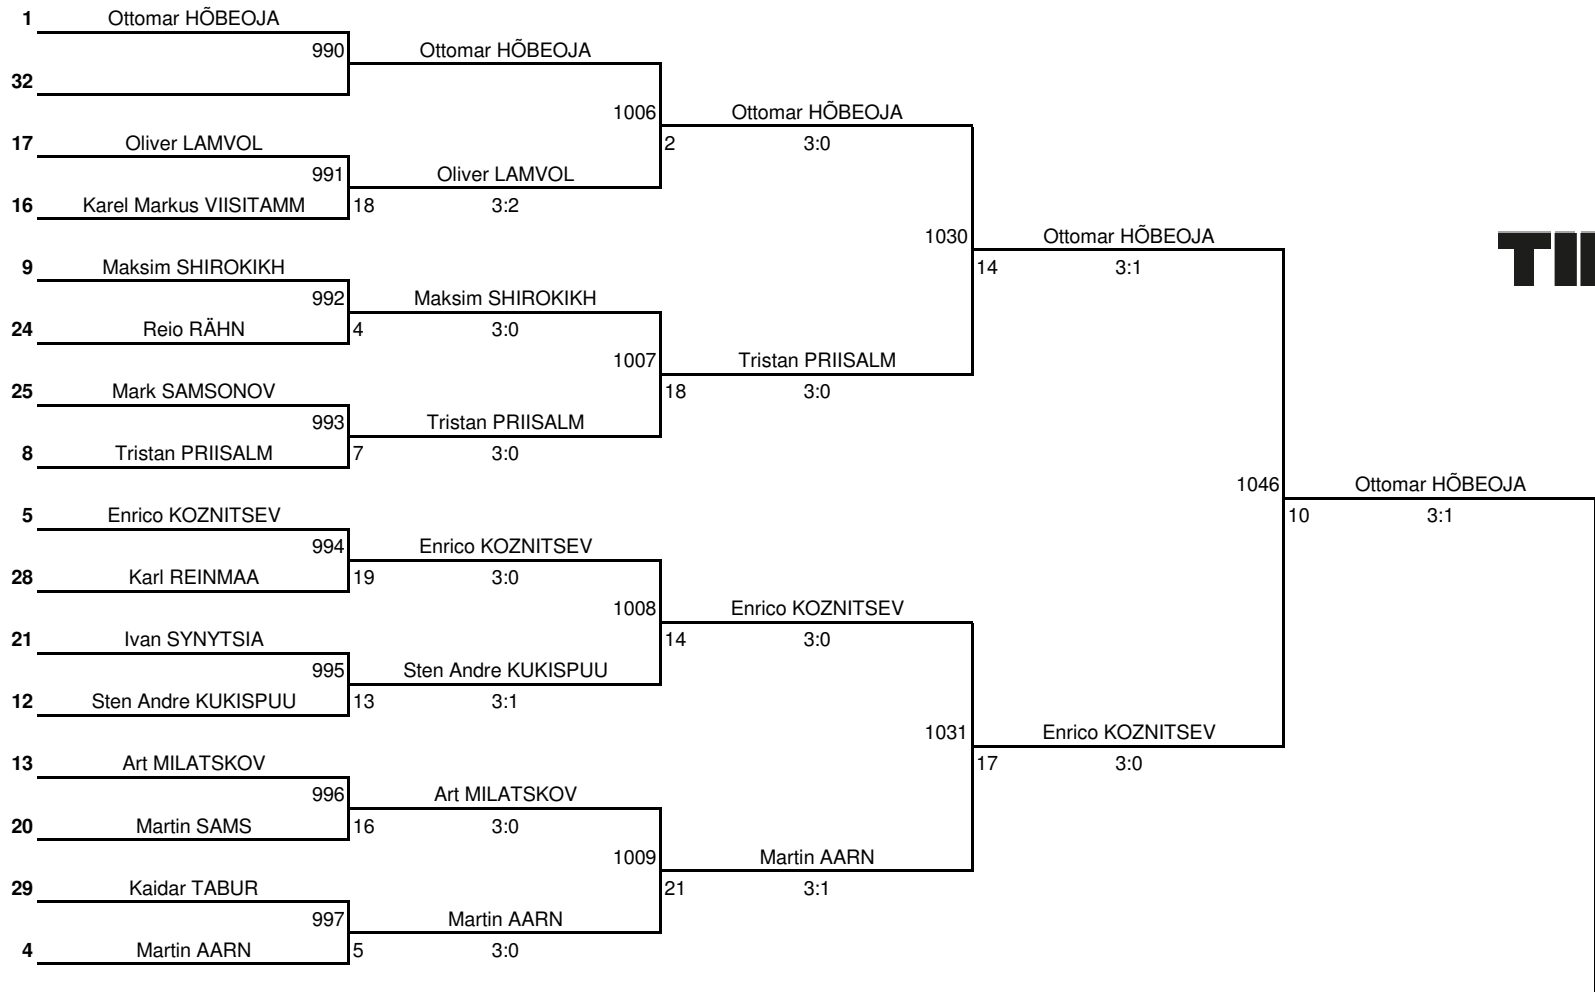 1 Ottomar HÕBEOJA
990 Ottomar HÕBEOJA
32
1006 Ottomar HÕBEOJA
17 Oliver LAMVOL
2 3:0
991 Oliver LAMVOL
16 Karel Markus VIISITAMM 18 3:2
1030 Ottomar HÕBEOJA
9 Maksim SHIROKIKH
14 3:1
992 Maksim SHIROKIKH
24 Reio RÄHN 4 3:0
1007 Tristan PRIISALM
25 Mark SAMSONOV
18 3:0
993 Tristan PRIISALM
8 Tristan PRIISALM 7 3:0
1046 Ottomar HÕBEOJA
5 Enrico KOZNITSEV
10 3:1
994 Enrico KOZNITSEV
28 Karl REINMAA 19 3:0
1008 Enrico KOZNITSEV
21 Ivan SYNYTSIA
14 3:0
995 Sten Andre KUKISPUU
12 Sten Andre KUKISPUU 13 3:1
1031 Enrico KOZNITSEV
13 Art MILATSKOV
17 3:0
996 Art MILATSKOV
20 Martin SAMS 16 3:0
1009 Martin AARN
29 Kaidar TABUR
21 3:1
997 Martin AARN
4 Martin AARN 5 3:0